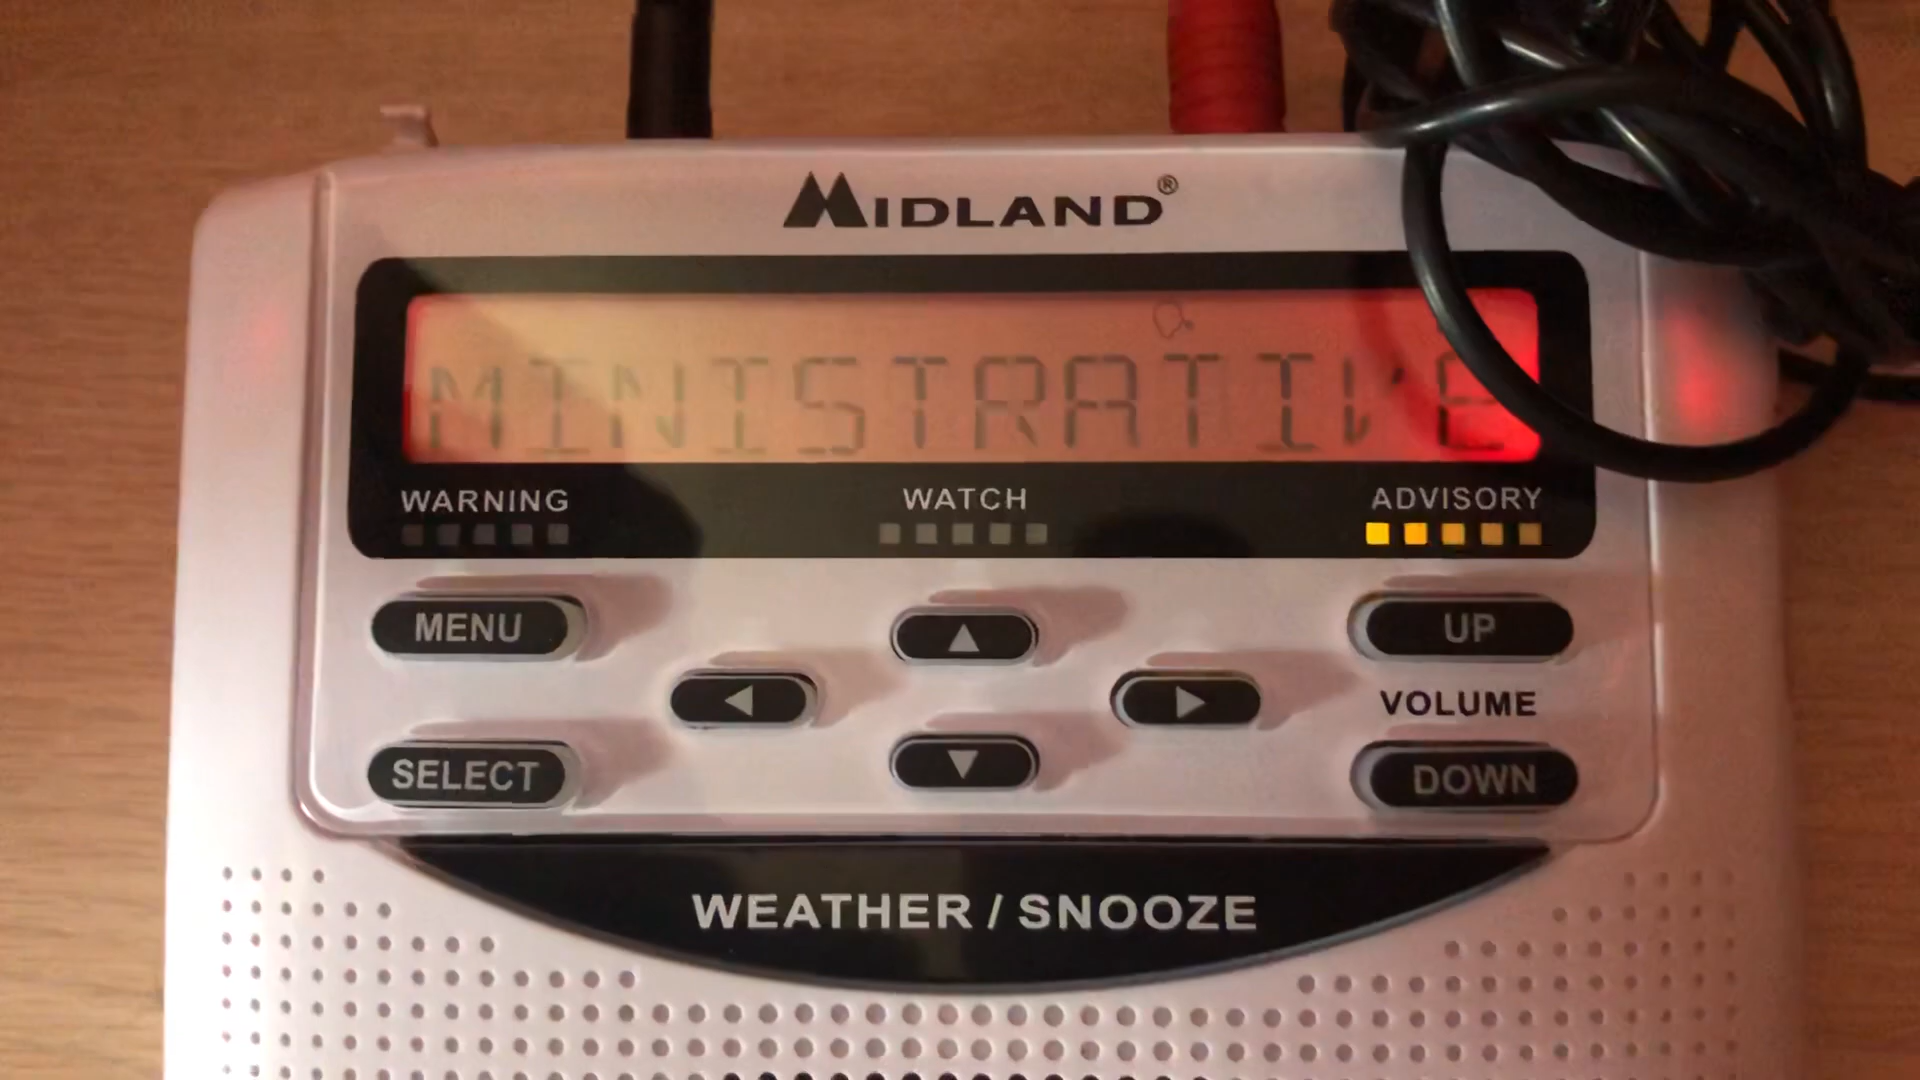 MIDLAND®
MINISTRATIVE
WARNING WATCH ADVISORY
MENU UP
VOLUME
SELECT DOWN
WEATHER / SNOOZE